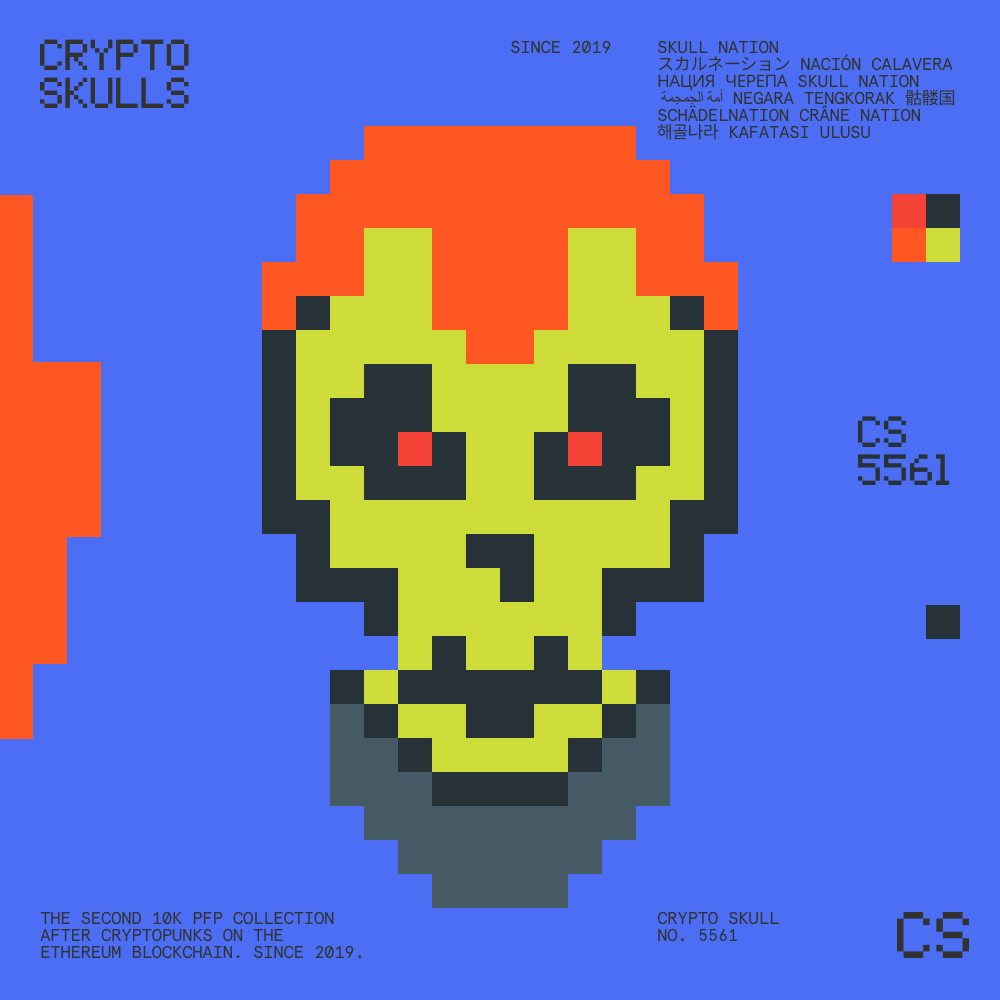 CRYPTO
SKULLS
SINCE 2019
SKULL NATION
スカルネーション NACIÓN CALAVERA
НАЦИЯ ЧЕРЕПА SKULL NATION
أمة الجمجمة NEGARA TENGKORAK 骷髅国
SCHÄDELNATION CRÂNE NATION
해골나라 KAFATASI ULUSU
CS
5561
THE SECOND 10K PFP COLLECTION
AFTER CRYPTOPUNKS ON THE
ETHEREUM BLOCKCHAIN. SINCE 2019.
CRYPTO SKULL
NO. 5561
CS